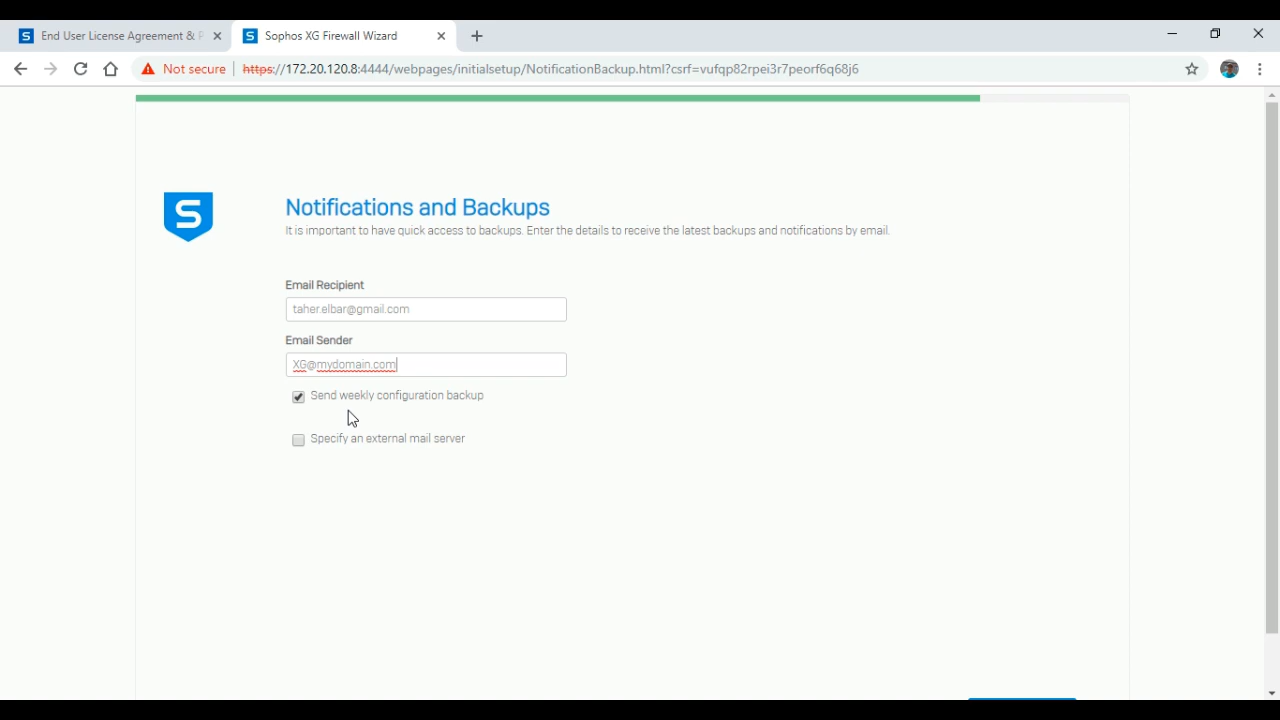 End User License Agreement &
Sophos XG Firewall Wizard
Not secure
https://172.20.120.8:4444/webpages/initialsetup/NotificationBackup.html?csrf=vufqp82rpei3r7peorf6q68j6
S
Notifications and Backups
It is important to have quick access to backups. Enter the details to receive the latest backups and notifications by email.
Email Recipient
taher.elbar@gmail.com
Email Sender
XG@mydomain.com
Send weekly configuration backup
Specify an external mail server